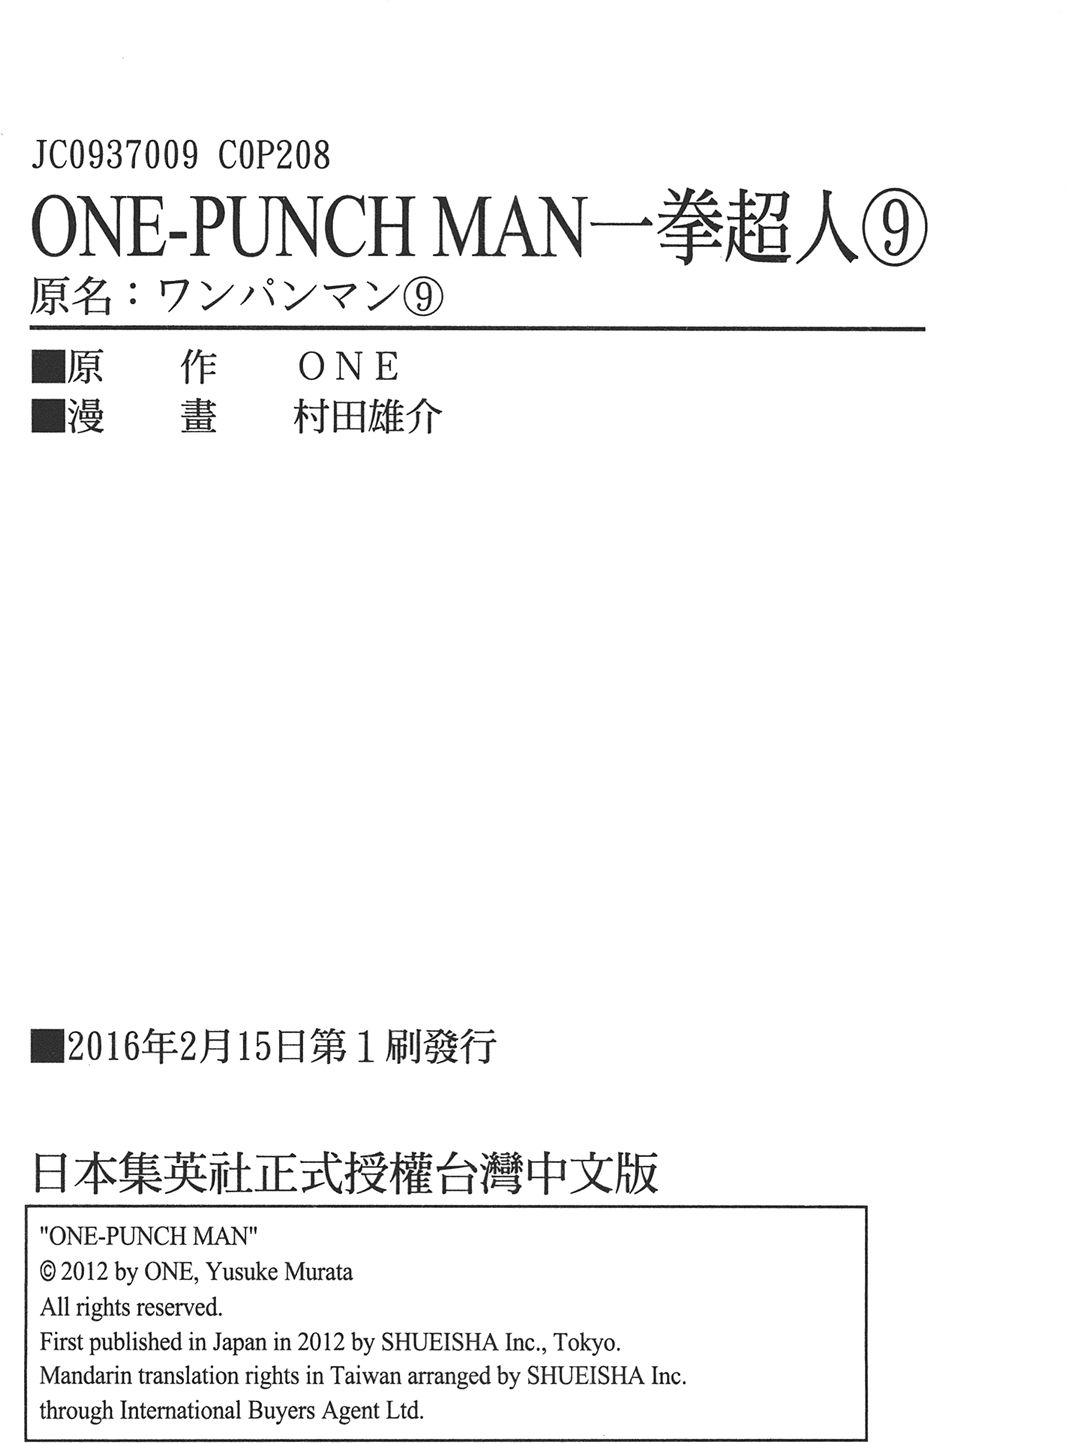 JC0937009 C0P208
ONE-PUNCH MAN一拳超人⑨
原名：ワンパンマン⑨
■原　作　ＯＮＥ
■漫　畫　村田雄介
■2016年2月15日第１刷發行
日本集英社正式授權台灣中文版
"ONE-PUNCH MAN"
© 2012 by ONE, Yusuke Murata
All rights reserved.
First published in Japan in 2012 by SHUEISHA Inc., Tokyo.
Mandarin translation rights in Taiwan arranged by SHUEISHA Inc.
through International Buyers Agent Ltd.